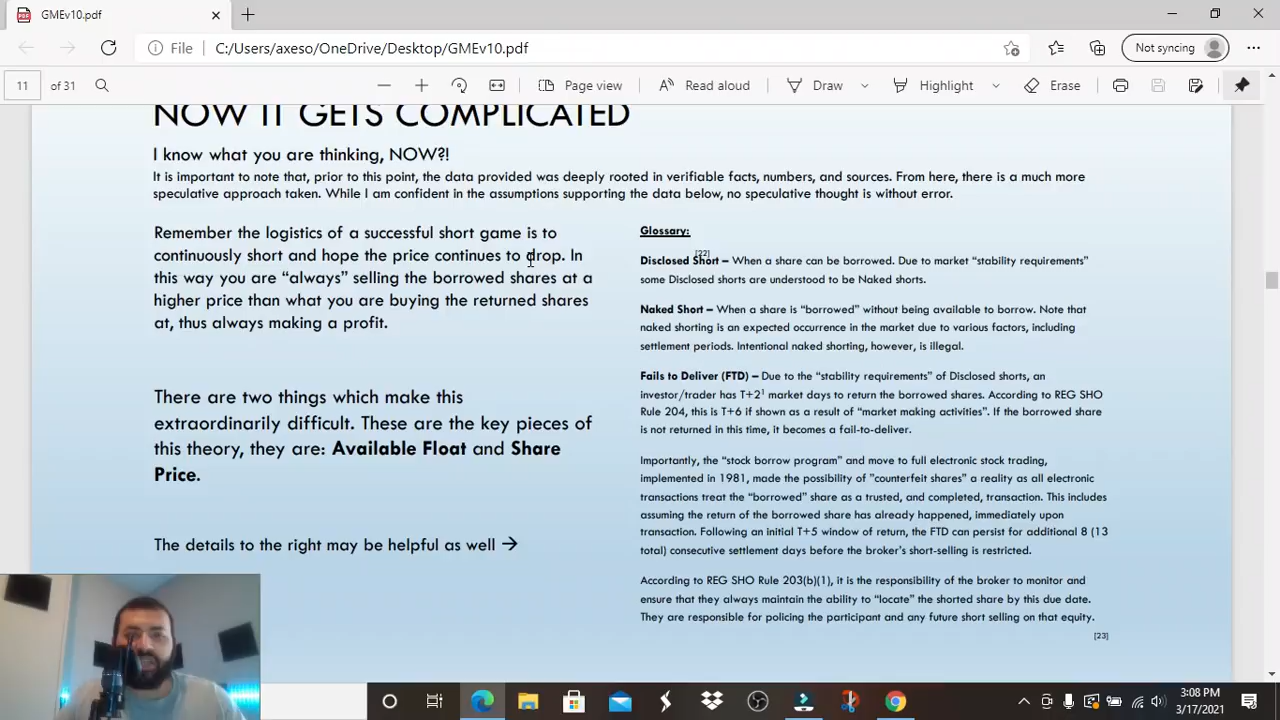 GMEv10.pdf
File
C:/Users/axeso/OneDrive/Desktop/GMEv10.pdf
Not syncing
11
of 31
Page view
Read aloud
Draw
Highlight
Erase
NOW IT GETS COMPLICATED
I know what you are thinking, NOW?!
It is important to note that, prior to this point, the data provided was deeply rooted in verifiable facts, numbers, and sources. From here, there is a much more
speculative approach taken. While I am confident in the assumptions supporting the data below, no speculative thought is without error.
Remember the logistics of a successful short game is to
continuously short and hope the price continues to drop. In
this way you are “always” selling the borrowed shares at a
higher price than what you are buying the returned shares
at, thus always making a profit.
There are two things which make this
extraordinarily difficult. These are the key pieces of
this theory, they are: Available Float and Share
Price.
The details to the right may be helpful as well →
Glossary:
[22]
Disclosed Short – When a share can be borrowed. Due to market “stability requirements”
some Disclosed shorts are understood to be Naked shorts.
Naked Short – When a share is “borrowed” without being available to borrow. Note that
naked shorting is an expected occurrence in the market due to various factors, including
settlement periods. Intentional naked shorting, however, is illegal.
Fails to Deliver (FTD) – Due to the “stability requirements” of Disclosed shorts, an
investor/trader has T+2¹ market days to return the borrowed shares. According to REG SHO
Rule 204, this is T+6 if shown as a result of “market making activities”. If the borrowed share
is not returned in this time, it becomes a fail-to-deliver.
Importantly, the “stock borrow program” and move to full electronic stock trading,
implemented in 1981, made the possibility of ”counterfeit shares” a reality as all electronic
transactions treat the “borrowed” share as a trusted, and completed, transaction. This includes
assuming the return of the borrowed share has already happened, immediately upon
transaction. Following an initial T+5 window of return, the FTD can persist for additional 8 (13
total) consecutive settlement days before the broker’s short-selling is restricted.
According to REG SHO Rule 203(b)(1), it is the responsibility of the broker to monitor and
ensure that they always maintain the ability to “locate” the shorted share by this due date.
They are responsible for policing the participant and any future short selling on that equity.
[23]
3:08 PM
3/17/2021